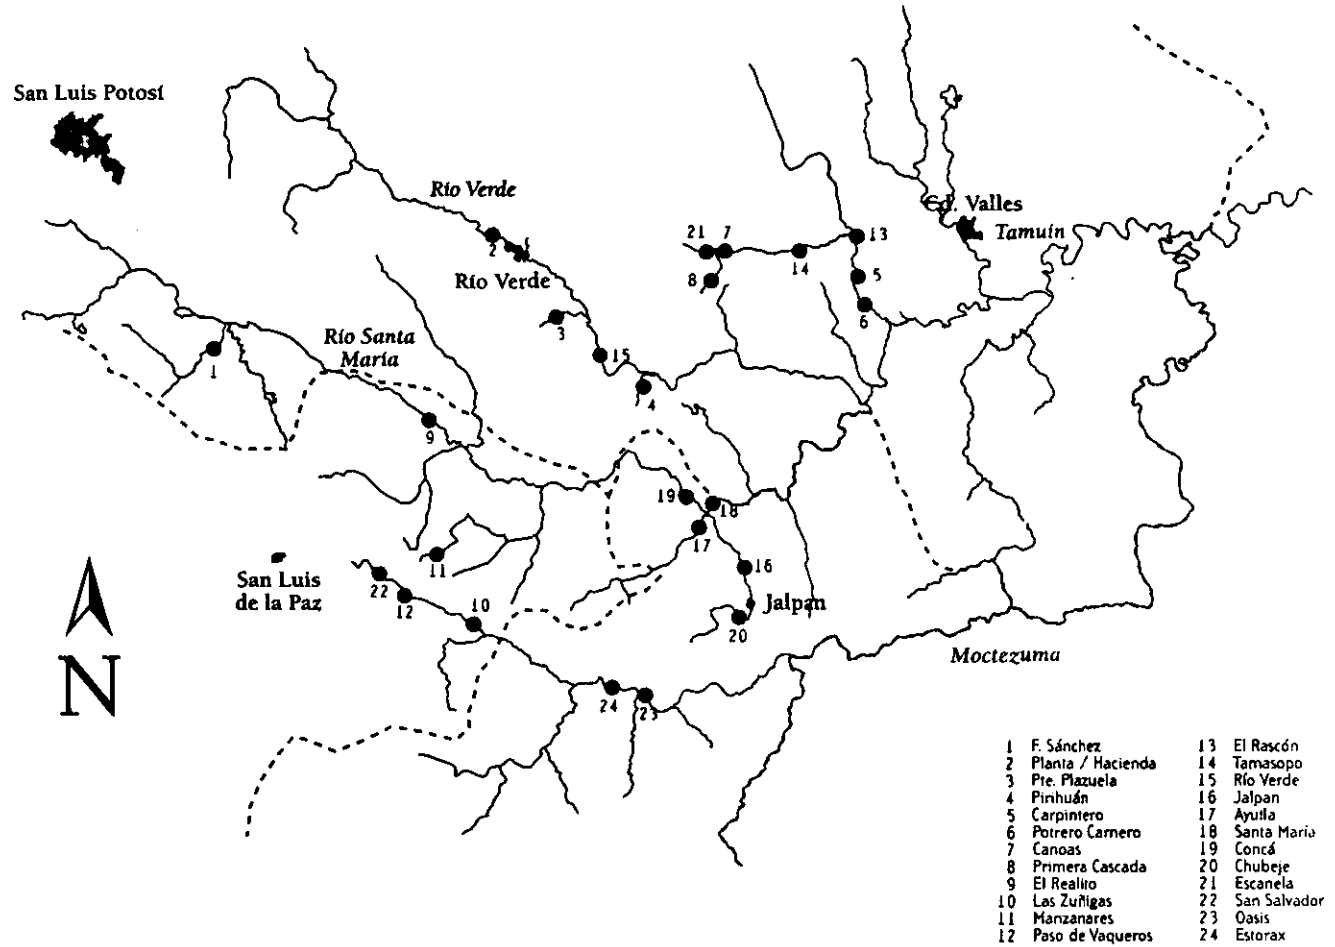 San Luis Potosí
Río Verde
Cd. Valles
Tamuín
2
21
7
13
14
8
5
6
Río Verde
3
Río Santa
María
15
1
4
9
19
18
17
11
16
San Luis
de la Paz
22
12
10
Jalpan
20
Moctezuma
N
24
23
1 F. Sánchez
2 Planta / Hacienda
3 Pte. Plazuela
4 Pinihuán
5 Carpintero
6 Potrero Carnero
7 Canoas
8 Primera Cascada
9 El Realito
10 Las Zuñigas
11 Manzanares
12 Paso de Vaqueros
13 El Rascón
14 Tamasopo
15 Río Verde
16 Jalpan
17 Ayutla
18 Santa María
19 Concá
20 Chubeje
21 Escanela
22 San Salvador
23 Oasis
24 Estorax